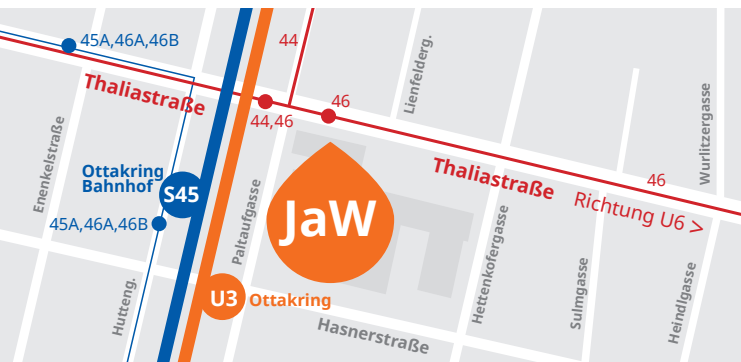 45A,46A,46B
44
Thaliastraße
46
44,46
Lienfelderg.
Wurlitzergasse
Enenkelstraße
Ottakring
Bahnhof
S45
45A,46A,46B
Paltaufgasse
JaW
Thaliastraße
46
Richtung U6 >
Hettenkofergasse
Sulmgasse
Heindlgasse
Hutteng.
U3
Ottakring
Hasnerstraße